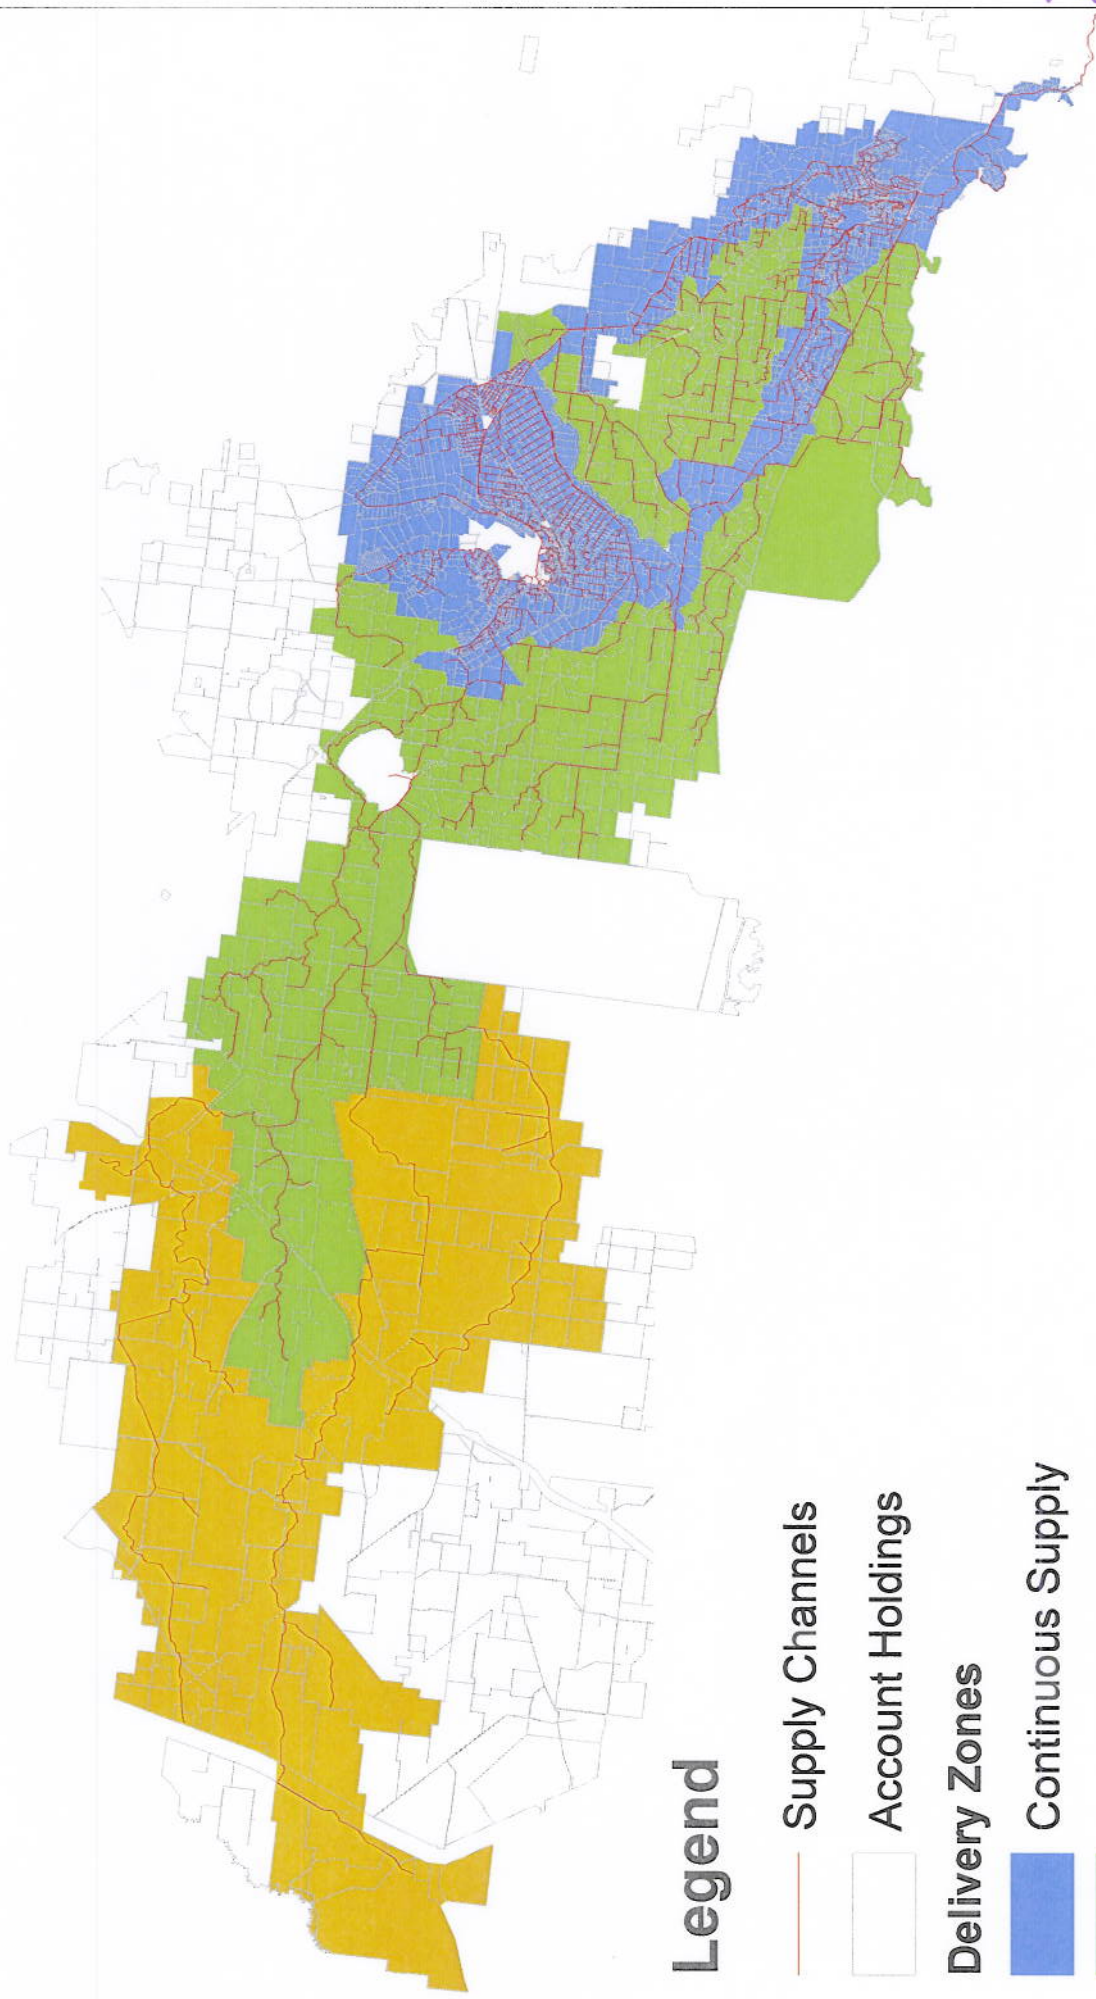 Legend
Supply Channels
Account Holdings
Delivery Zones
Continuous Supply